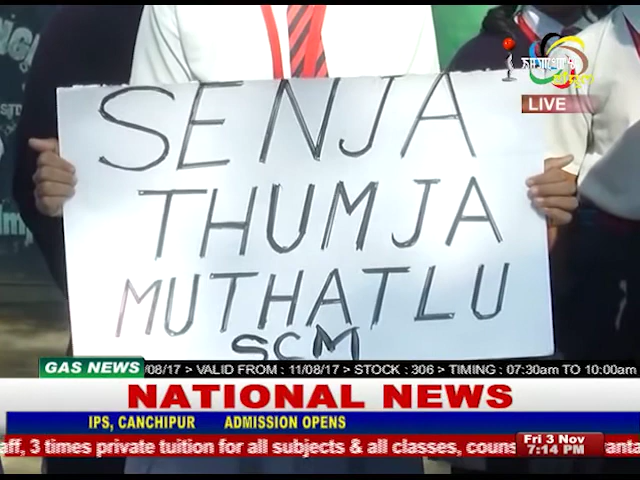 LIVE
SENJA
THUMJA
MUTHATLU
SCM
GAS NEWS
/08/17 > VALID FROM : 11/08/17 > STOCK : 306 > TIMING : 07:30am TO 10:00am
NATIONAL NEWS
IPS, CANCHIPUR ADMISSION OPENS
aff, 3 times private tuition for all subjects & all classes, couns
Fri 3 Nov
7:14 PM